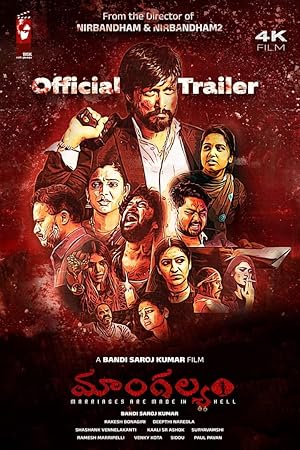 From the Director of
NIRBANDHAM & NIRBANDHAM2
4K
FILM
Official Trailer
A BANDI SAROJ KUMAR FILM
మాంగల్యం
MARRIAGES ARE MADE IN HELL
BANDI SAROJ KUMAR
RAKESH BONAGIRI DEEPTHI NAREDLA
SHASHANK VENNELAKANTI KAALI SR ASHOK SURYAVAMSHI
RAMESH MARRIPELLI VENKY KOTA SIDDU PAUL PAVAN